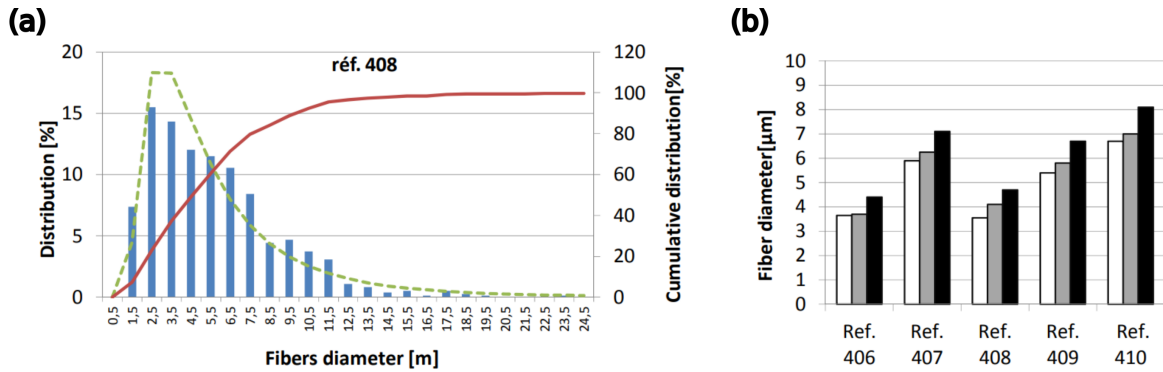 (a)
(b)
réf. 408
20
15
10
5
0
Distribution [%]
120
100
80
60
40
20
0
Cumulative distribution[%]
0,5 1,5 2,5 3,5 4,5 5,5 6,5 7,5 8,5 9,5 10,5 11,5 12,5 13,5 14,5 15,5 16,5 17,5 18,5 19,5 20,5 21,5 22,5 23,5 24,5
Fibers diameter [m]
10
9
8
7
6
5
4
3
2
1
0
Fiber diameter[µm]
Ref. Ref. Ref. Ref. Ref.
406 407 408 409 410